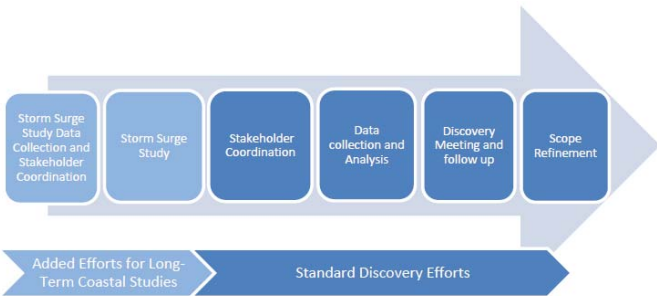 Storm Surge
Study Data
Collection and
Stakeholder
Coordination
Storm Surge
Study
Stakeholder
Coordination
Data
collection and
Analysis
Discovery
Meeting and
follow up
Scope
Refinement
Added Efforts for Long-
Term Coastal Studies
Standard Discovery Efforts